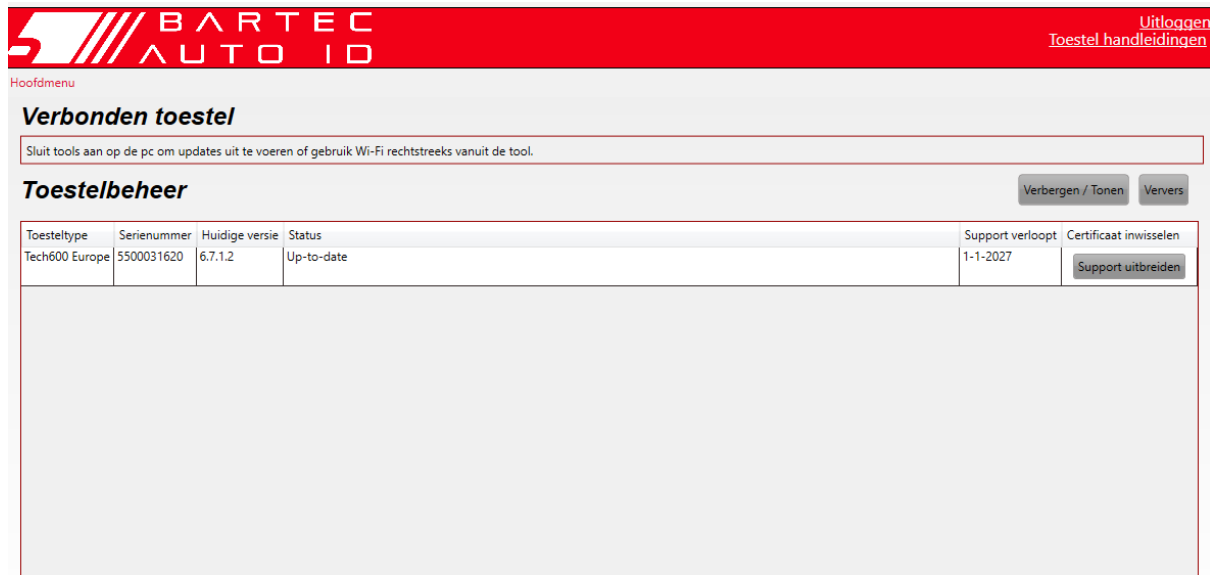 BARTEC
AUTO ID
Uitloggen
Toestel handleidingen
Hoofdmenu
Verbonden toestel
Sluit tools aan op de pc om updates uit te voeren of gebruik Wi-Fi rechtstreeks vanuit de tool.
Toestelbeheer
Verbergen / Tonen Ververs
Toesteltype Serienummer Huidige versie Status Support verloopt Certificaat inwisselen
Tech600 Europe 5500031620 6.7.1.2 Up-to-date 1-1-2027 Support uitbreiden